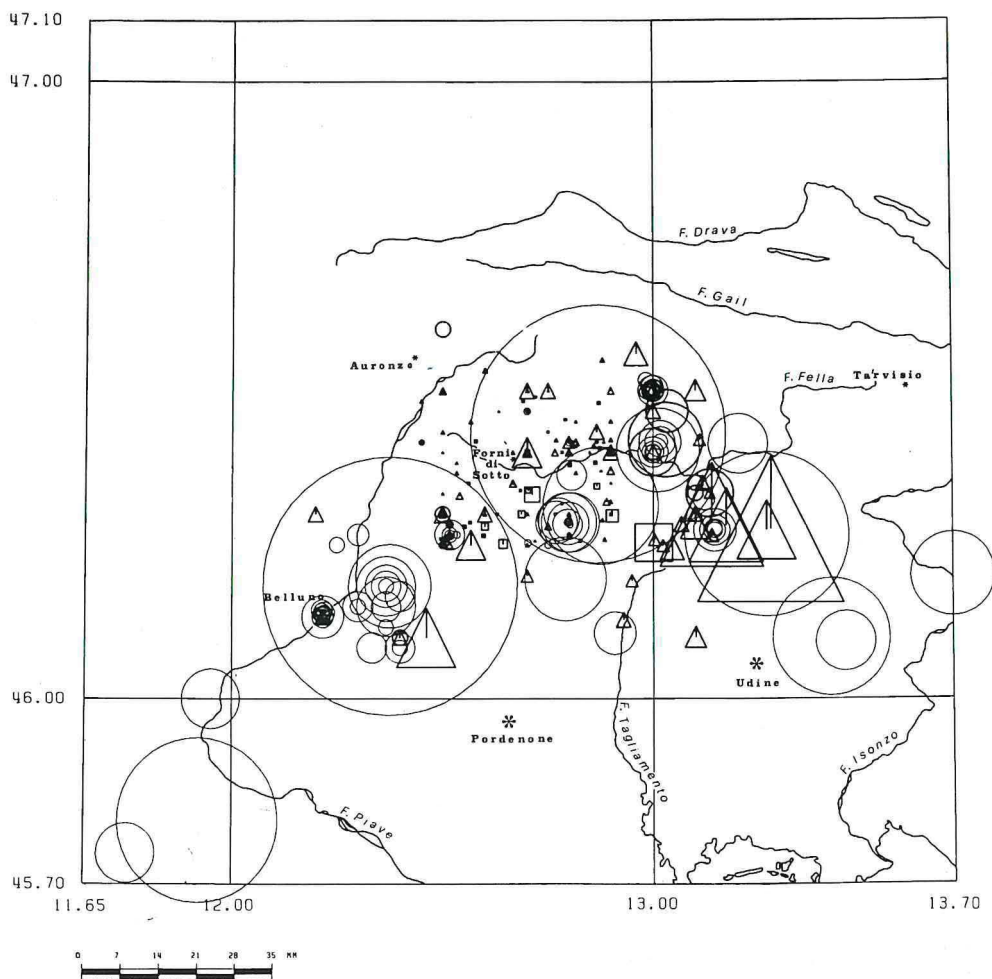 47.10
47.00
F. Drava
F. Gail
Auronzo
Tarvisio
F. Fella
Forni
di
Sotto
Belluno
46.00
Udine
Pordenone
F. Tagliamento
F. Isonzo
F. Piave
45.70
11.65 12.00 13.00 13.70
0 7 14 21 28 35 KM